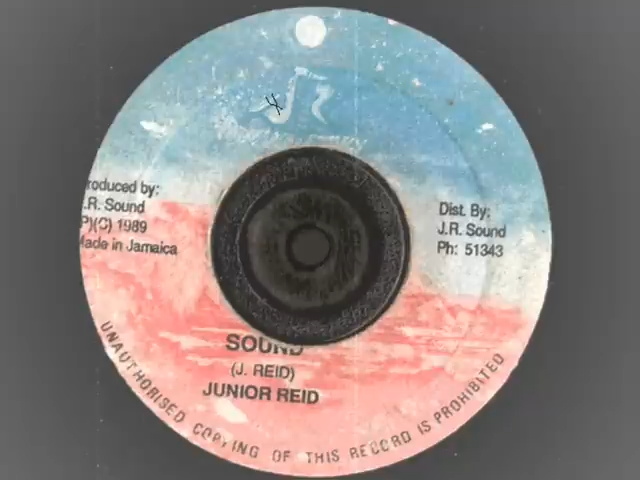 roduced by:
.R. Sound
P)(C) 1989
Made in Jamaica
Dist. By:
J.R. Sound
Ph: 51343
SOUND
(J. REID)
JUNIOR REID
UNAUTHORISED COPYING OF THIS RECORD IS PROHIBITED